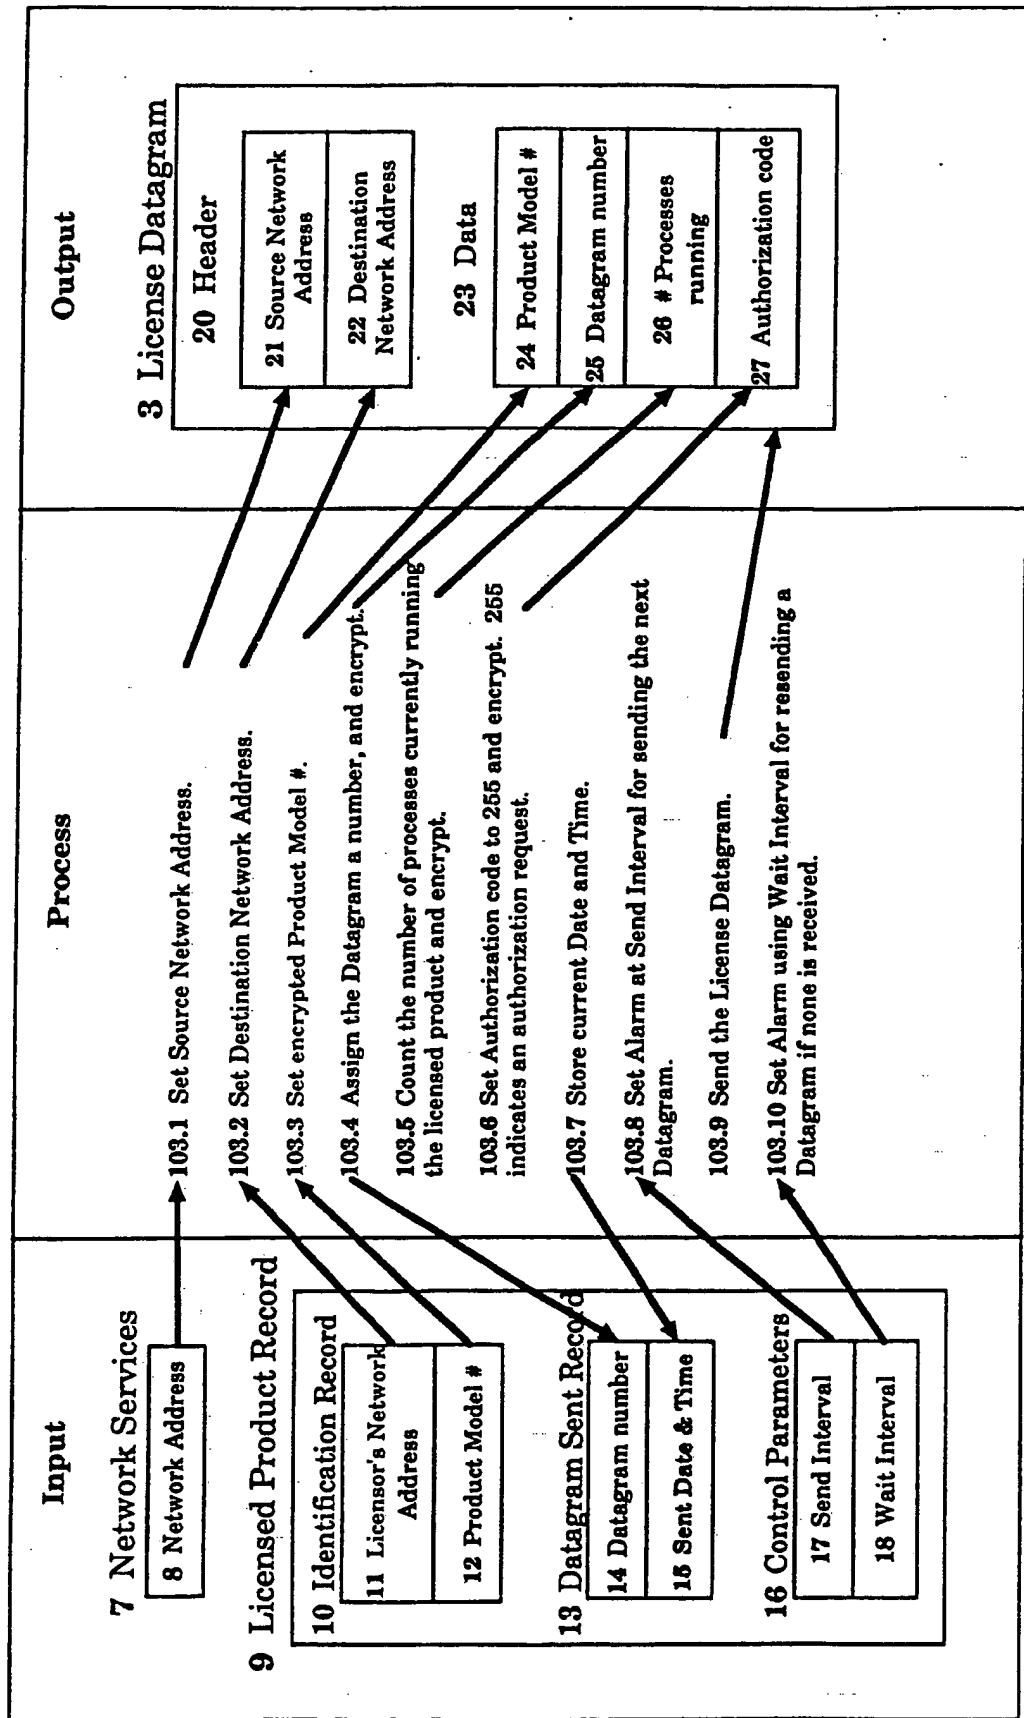 Input
7 Network Services
8 Network Address
9 Licensed Product Record
10 Identification Record
11 Licensor's Network
Address
12 Product Model #
13 Datagram Sent Record
14 Datagram number
15 Sent Date & Time
16 Control Parameters
17 Send Interval
18 Wait Interval
Process
103.1 Set Source Network Address.
103.2 Set Destination Network Address.
103.3 Set encrypted Product Model #.
103.4 Assign the Datagram a number, and encrypt.
103.5 Count the number of processes currently running
the licensed product and encrypt.
103.6 Set Authorization code to 255 and encrypt. 255
indicates an authorization request.
103.7 Store current Date and Time.
103.8 Set Alarm at Send Interval for sending the next
Datagram.
103.9 Send the License Datagram.
103.10 Set Alarm using Wait Interval for resending a
Datagram if none is received.
Output
3 License Datagram
20 Header
21 Source Network
Address
22 Destination
Network Address
23 Data
24 Product Model #
25 Datagram number
26 # Processes
running
27 Authorization code